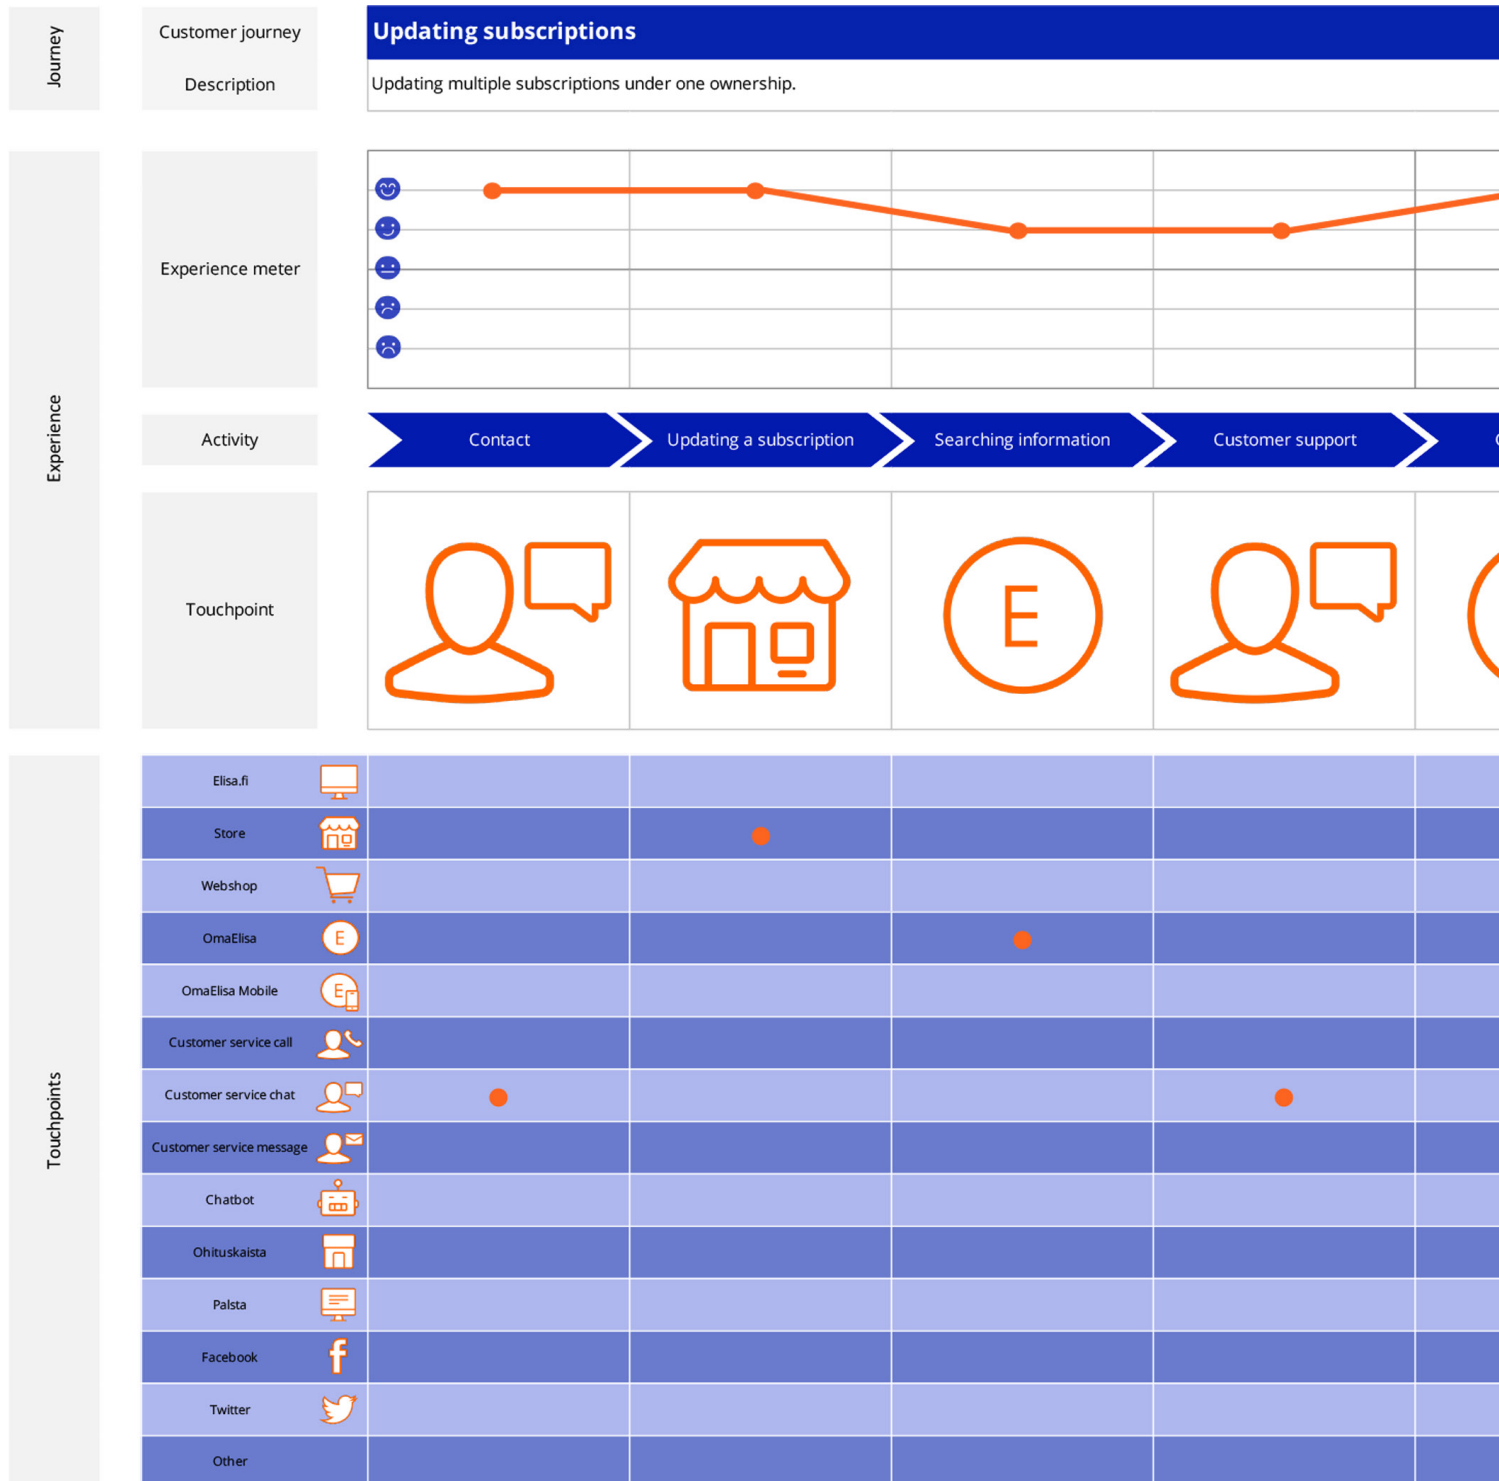 Journey
Customer journey
Updating subscriptions
Description
Updating multiple subscriptions under one ownership.
Experience
Experience meter
Activity
Contact
Updating a subscription
Searching information
Customer support
Touchpoint
E
Touchpoints
Elisa.fi
Store
Webshop
OmaElisa
E
OmaElisa Mobile
E
Customer service call
Customer service chat
Customer service message
Chatbot
Ohituskaista
Palsta
Facebook
f
Twitter
Other